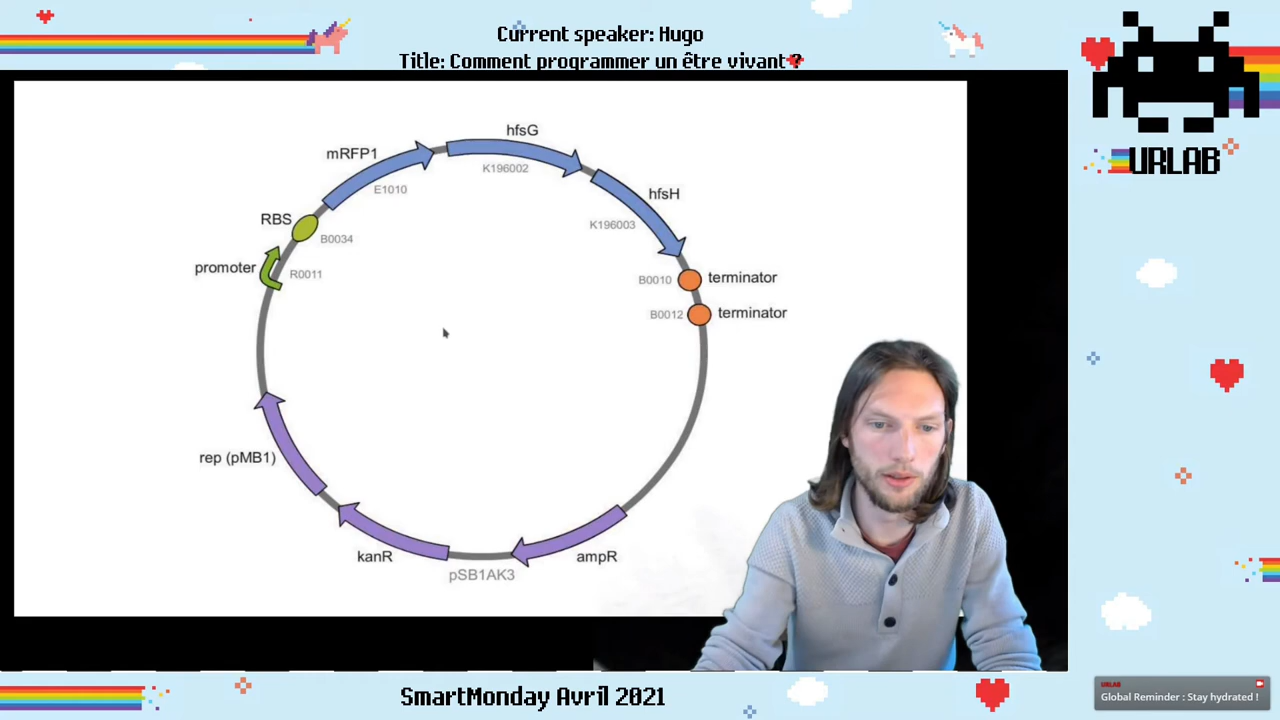 Current speaker: Hugo
Title: Comment programmer un être vivant ?
URLAB
hfsG
K196002
mRFP1
E1010
hfsH
K196003
RBS
B0034
promoter
R0011
B0010
terminator
B0012
terminator
rep (pMB1)
kanR
ampR
pSB1AK3
SmartMonday Avril 2021
URLAB
Global Reminder : Stay hydrated !